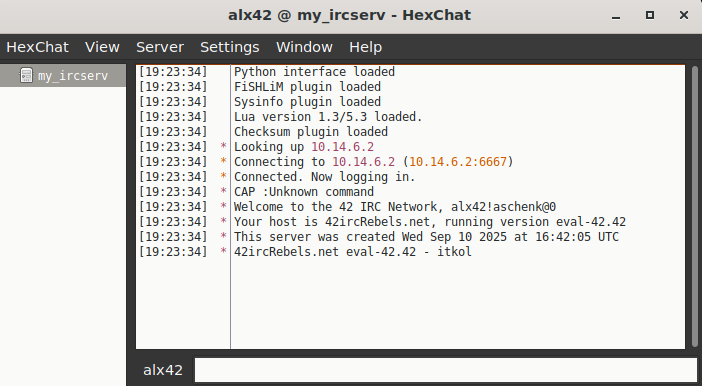 alx42 @ my_ircserv - HexChat
HexChat View Server Settings Window Help
my_ircserv
[19:23:34] Python interface loaded
[19:23:34] FiSHLiM plugin loaded
[19:23:34] Sysinfo plugin loaded
[19:23:34] Lua version 1.3/5.3 loaded.
[19:23:34] Checksum plugin loaded
[19:23:34] * Looking up 10.14.6.2
[19:23:34] * Connecting to 10.14.6.2 (10.14.6.2:6667)
[19:23:34] * Connected. Now logging in.
[19:23:34] * CAP :Unknown command
[19:23:34] * Welcome to the 42 IRC Network, alx42!aschenk@0
[19:23:34] * Your host is 42ircRebels.net, running version eval-42.42
[19:23:34] * This server was created Wed Sep 10 2025 at 16:42:05 UTC
[19:23:34] * 42ircRebels.net eval-42.42 - itkol
alx42